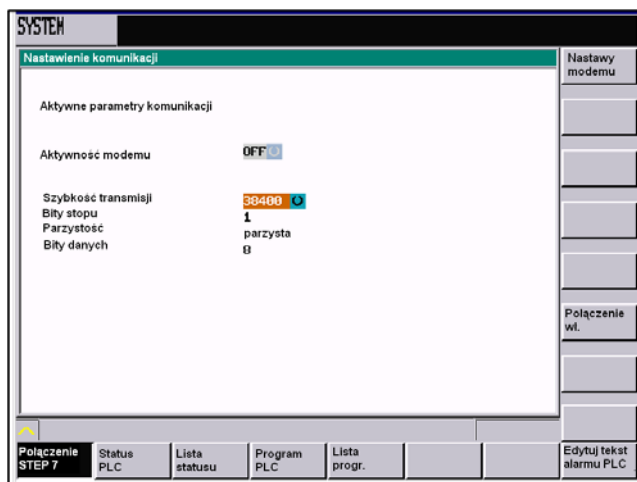 SYSTEM
Nastawienie komunikacji
Nastawy
modemu
Aktywne parametry komunikacji
Aktywność modemu OFF
Szybkość transmisji 38400
Bity stopu 1
Parzystość parzysta
Bity danych 8
Połączenie
wł.
Połączenie
STEP 7
Status
PLC
Lista
statusu
Program
PLC
Lista
progr.
Edytuj tekst
alarmu PLC